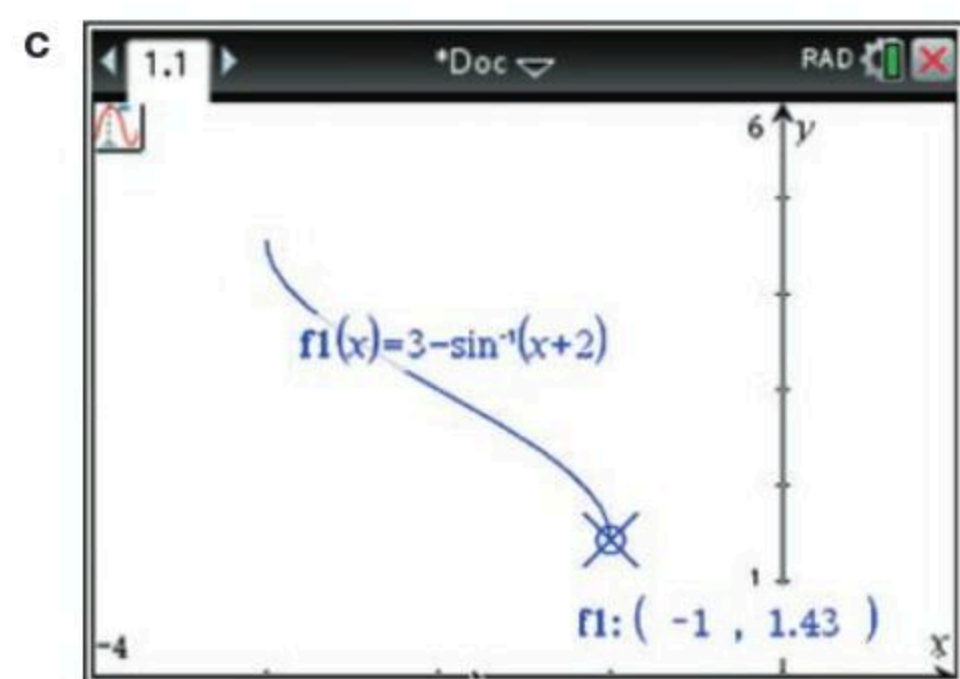 c
1.1 *Doc RAD
6 y
f1(x)=3-sin⁻¹(x+2)
1
f1: ( -1 , 1.43 )
-4 x